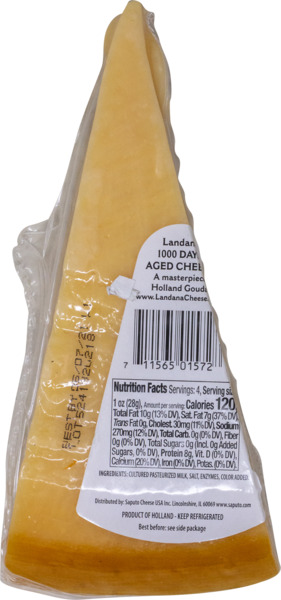 Landan
1000 DAY
AGED CHEE
A masterpiec
Holland Goud
www.LandanaCheese.
7 11565 01572
Nutrition Facts Servings: 4, Serving
1 oz (28g), Amount per serving: Calories 120,
Total Fat 10g (13% DV), Sat. Fat 7g (37% DV),
Trans Fat 0g, Cholest. 30mg (11% DV), Sodium
270mg (12% DV), Total Carb. 0g (0% DV), Fiber
0g (0% DV), Total Sugars 0g (Incl. 0g Added
Sugars, 0% DV), Protein 8g, Vit. D (0% DV),
Calcium (20% DV), Iron (0% DV), Potas. (0% DV).
INGREDIENTS: CULTURED PASTEURIZED MILK, SALT, ENZYMES, COLOR ADDED.
Distributed by: Saputo Cheese USA Inc. Lincolnshire, IL 60069 www.saputo.com
PRODUCT OF HOLLAND - KEEP REFRIGERATED
Best before: see side package